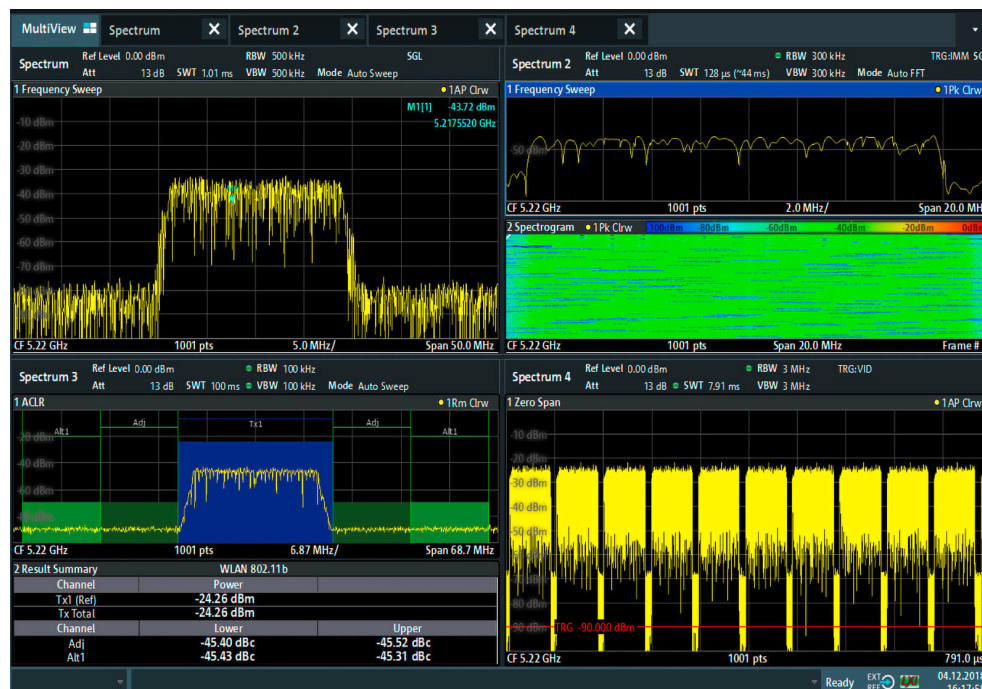 MultiView Spectrum X Spectrum 2 X Spectrum 3 X Spectrum 4 X
Spectrum Ref Level 0.00 dBm RBW 500 kHz SGL
Att 13 dB SWT 1.01 ms VBW 500 kHz Mode Auto Sweep
1 Frequency Sweep 1AP Clrw
M1[1] -43.72 dBm
5.2175520 GHz
-10 dBm
-20 dBm
-30 dBm
-40 dBm
-50 dBm
-60 dBm
-70 dBm
CF 5.22 GHz 1001 pts 5.0 MHz/ Span 50.0 MHz
Spectrum 2 Ref Level 0.00 dBm RBW 300 kHz TRG:IMM
Att 13 dB SWT 128 µs (~44 ms) VBW 300 kHz Mode Auto FFT
1 Frequency Sweep 1Pk Clrw
-50 dBm
CF 5.22 GHz 1001 pts 2.0 MHz/ Span 20.0 MH
2 Spectrogram 1Pk Clrw -80dBm -60dBm -40dBm -20dBm 0dB
CF 5.22 GHz 1001 pts Span 20.0 MHz Frame #
Spectrum 3 Ref Level 0.00 dBm RBW 100 kHz
Att 13 dB SWT 100 ms VBW 100 kHz Mode Auto Sweep
1 ACLR 1Rm Clrw
Alt1 Adj Tx1 Adj Alt1
-20 dBm
-40 dBm
-60 dBm
CF 5.22 GHz 1001 pts 6.87 MHz/ Span 68.7 MHz
2 Result Summary WLAN 802.11b
Channel Power
Tx1 (Ref) -24.26 dBm
Tx Total -24.26 dBm
Channel Lower Upper
Adj -45.40 dBc -45.52 dBc
Alt1 -45.43 dBc -45.31 dBc
Spectrum 4 Ref Level 0.00 dBm RBW 3 MHz TRG:VID
Att 13 dB SWT 7.91 ms VBW 3 MHz
1 Zero Span 1AP Clrw
-10 dBm
-30 dBm
-40 dBm
-50 dBm
-60 dBm
-70 dBm
-80 dBm
-90 dBm TRG -90.000 dBm
CF 5.22 GHz 1001 pts 791.0 µs
Ready EXT REF LXI 04.12.201